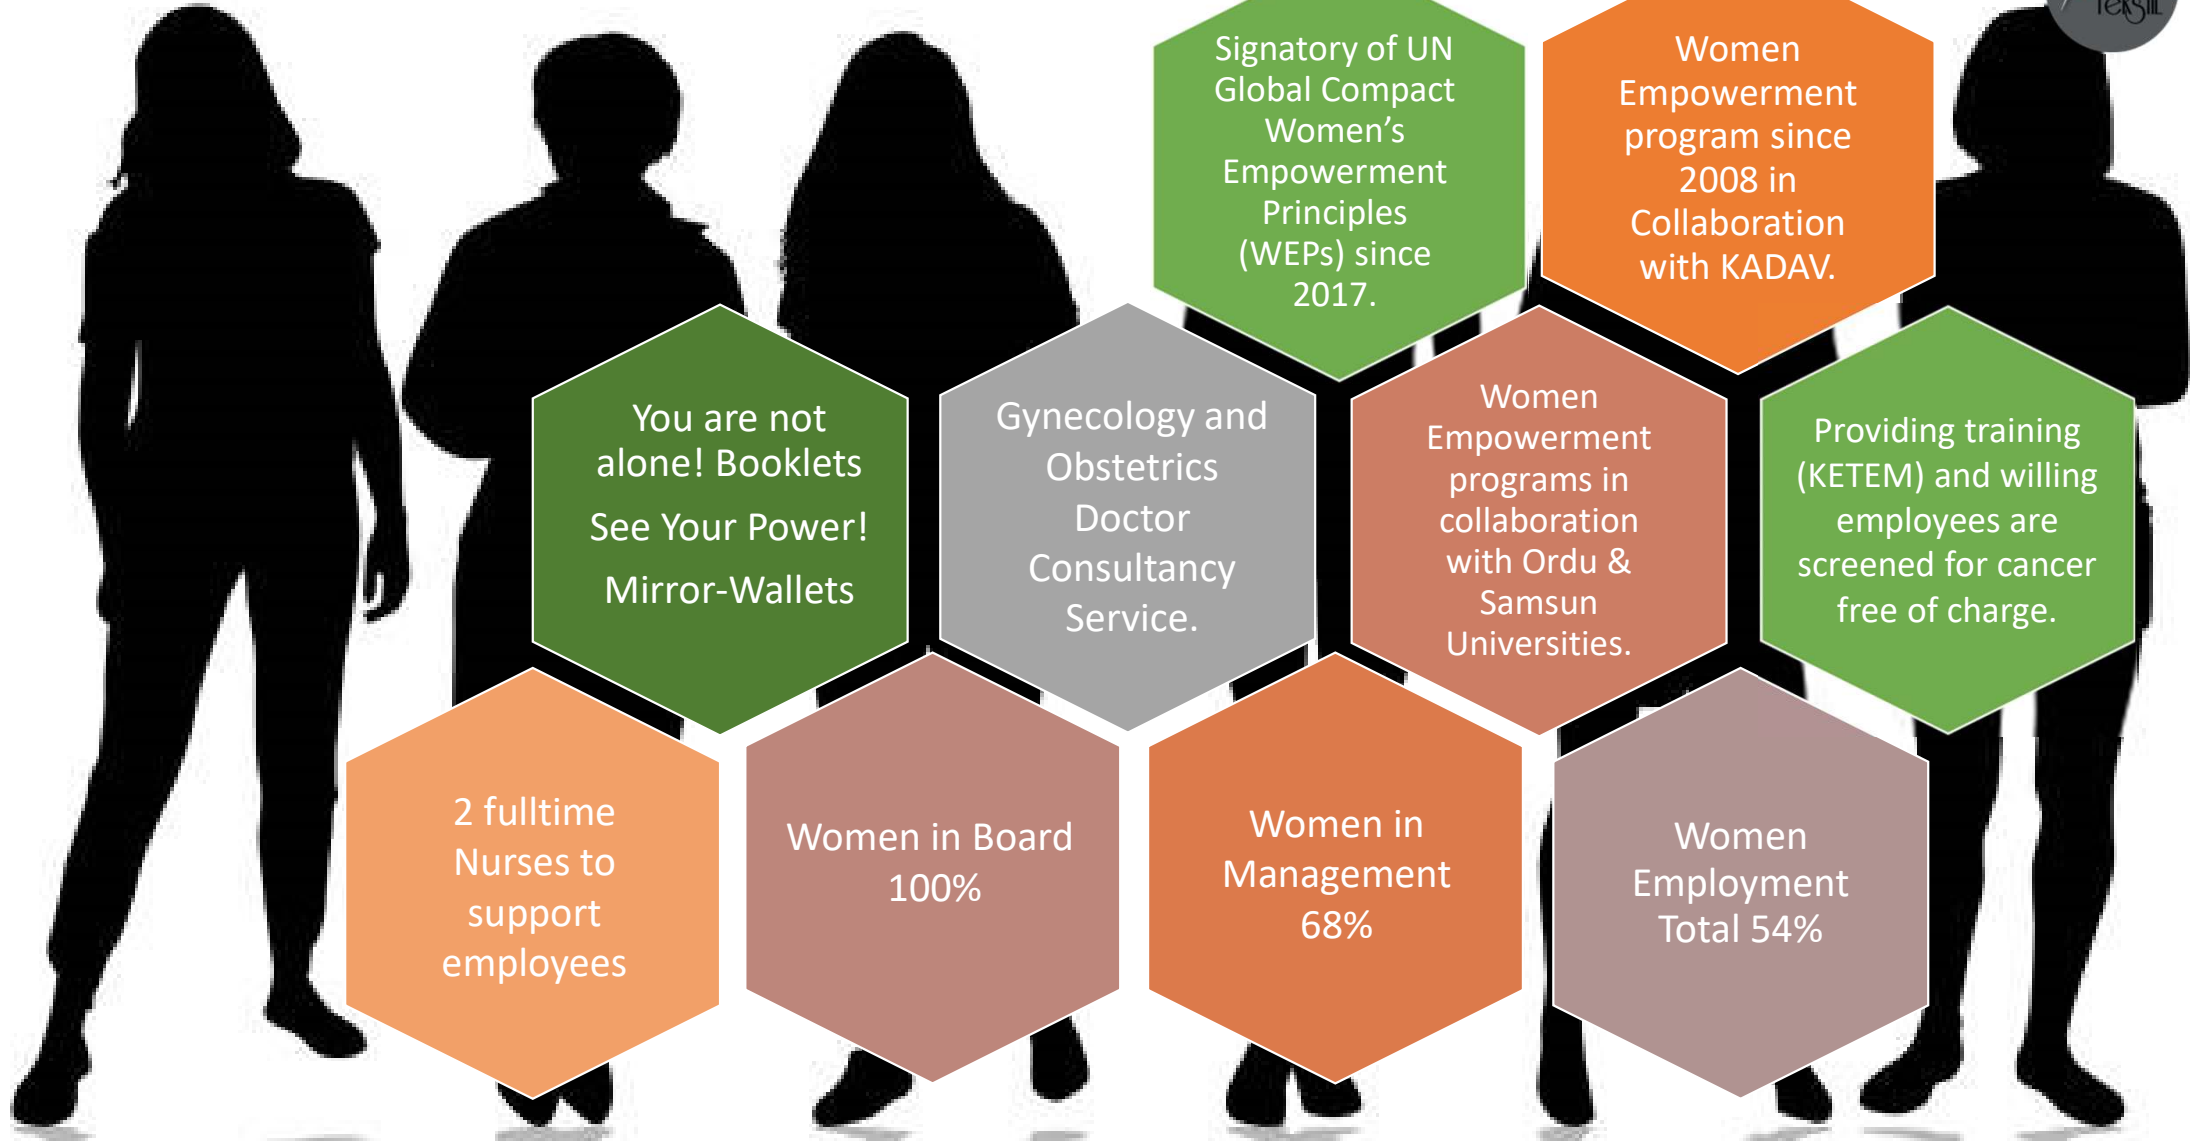 Signatory of UN
Global Compact
Women’s
Empowerment
Principles
(WEPs) since
2017.
Women
Empowerment
program since
2008 in
Collaboration
with KADAV.
You are not
alone! Booklets
See Your Power!
Mirror-Wallets
Gynecology and
Obstetrics
Doctor
Consultancy
Service.
Women
Empowerment
programs in
collaboration
with Ordu &
Samsun
Universities.
Providing training
(KETEM) and willing
employees are
screened for cancer
free of charge.
2 fulltime
Nurses to
support
employees
Women in Board
100%
Women in
Management
68%
Women
Employment
Total 54%